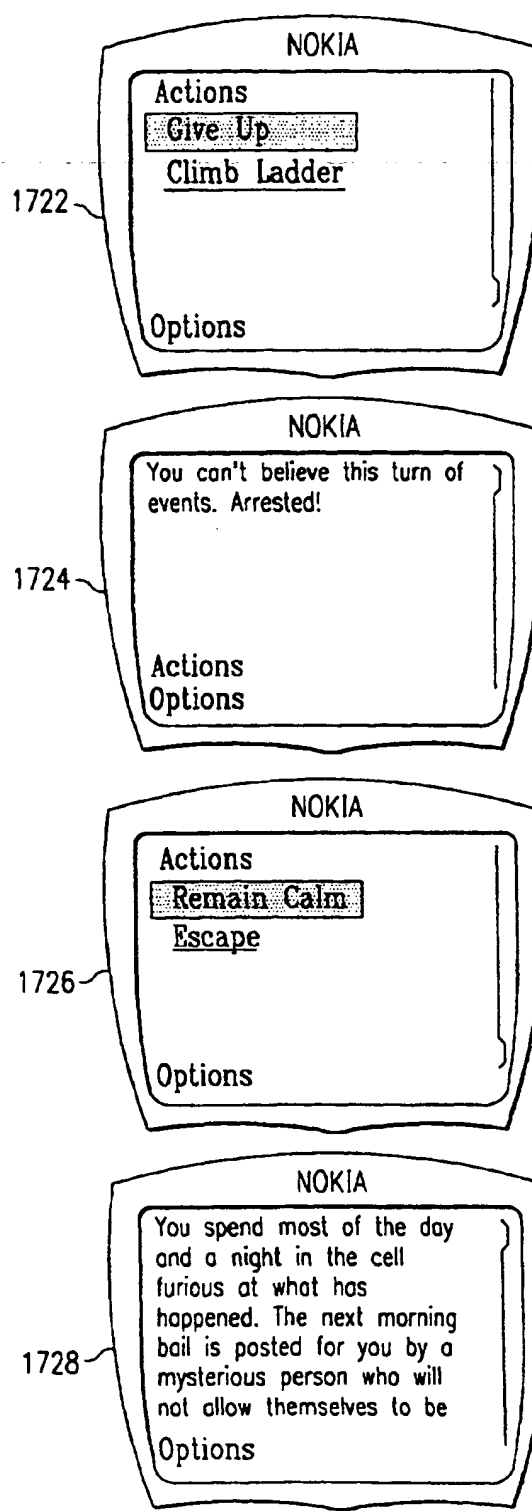 NOKIA
Actions
Give Up
Climb Ladder
1722
Options
NOKIA
You can't believe this turn of
events. Arrested!
1724
Actions
Options
NOKIA
Actions
Remain Calm
Escape
1726
Options
NOKIA
You spend most of the day
and a night in the cell
furious at what has
happened. The next morning
bail is posted for you by a
1728
mysterious person who will
not allow themselves to be
Options